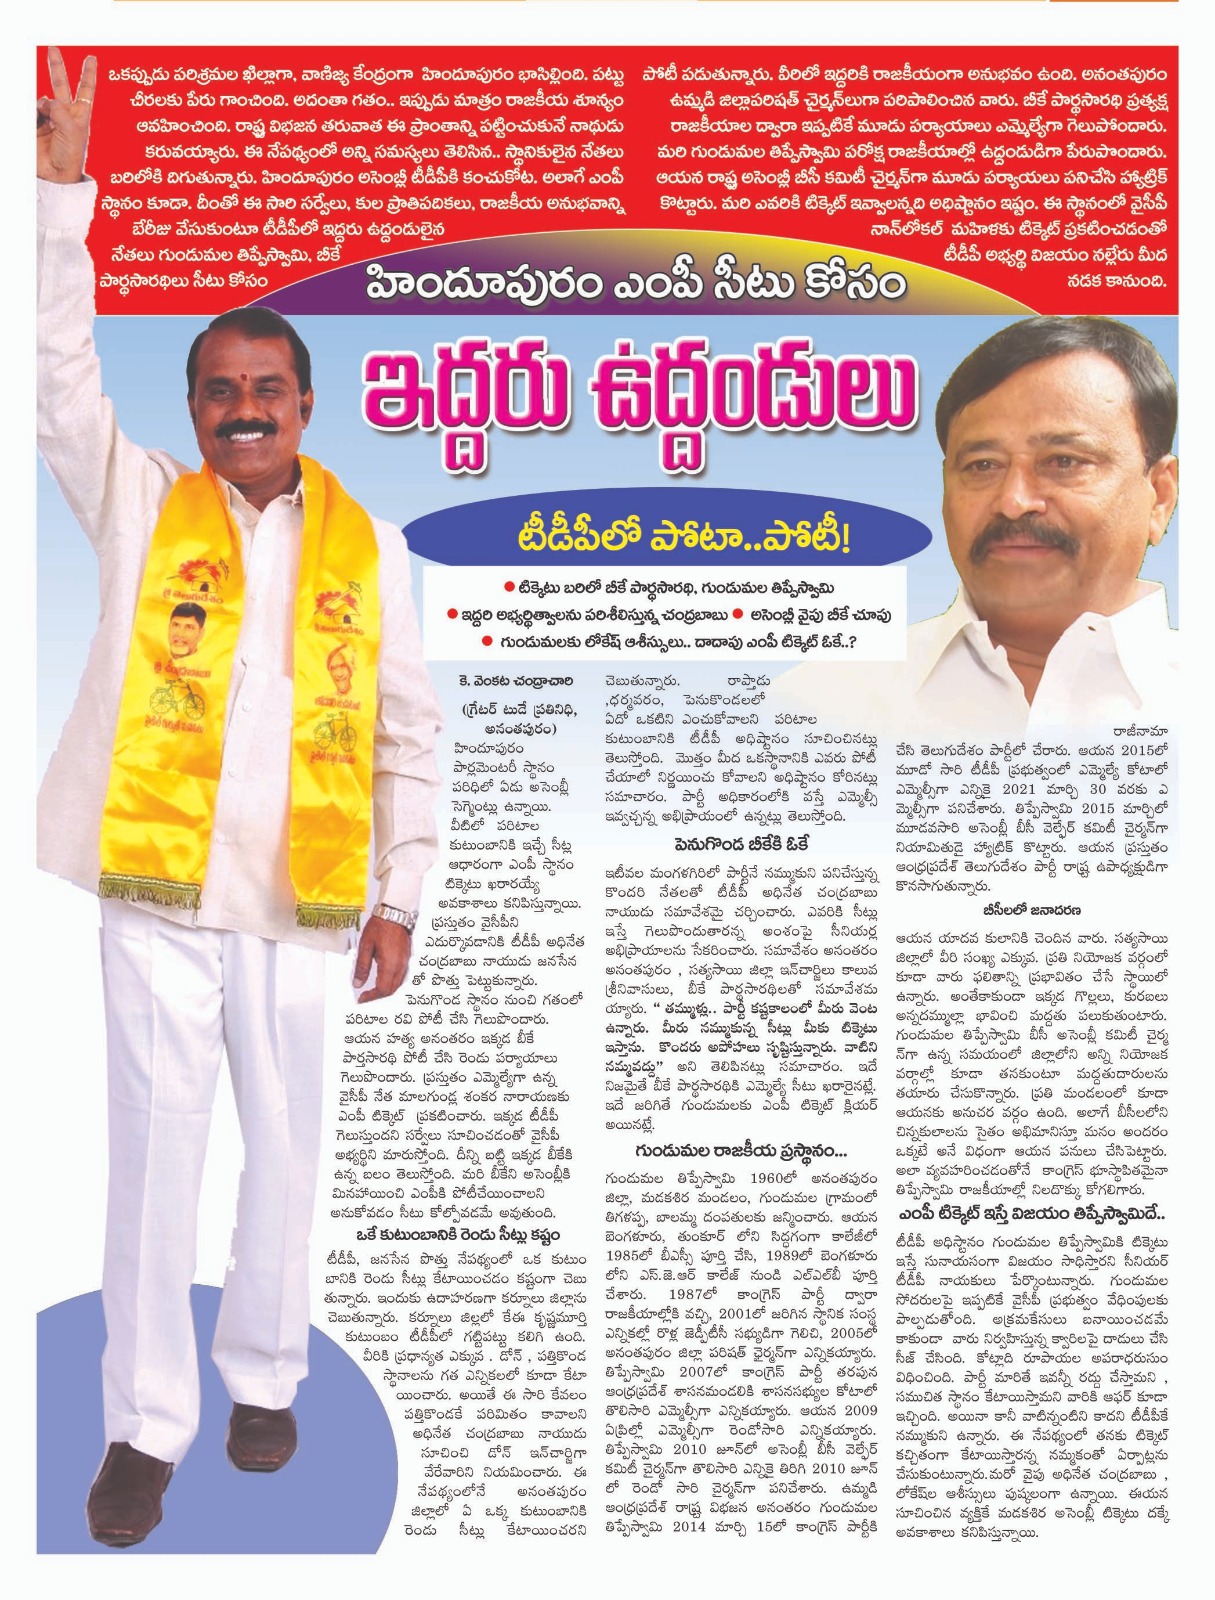 ఒకప్పుడు పరిశ్రమల ఖిల్లాగా, వాణిజ్య కేంద్రంగా హిందూపురం భాసిల్లింది. పట్టు
చీరలకు పేరు గాంచింది. అదంతా గతం.. ఇప్పుడు మాత్రం రాజకీయ శూన్యం
ఆవహించింది. రాష్ట్ర విభజన తరువాత ఈ ప్రాంతాన్ని పట్టించుకునే నాథుడు
కరువయ్యారు. ఈ నేపథ్యంలో అన్ని సమస్యలు తెలిసిన.. స్థానికులైన నేతలు
బరిలోకి దిగుతున్నారు. హిందూపురం అసెంబ్లీ టీడీపీకి కంచుకోట. అలాగే ఎంపీ
స్థానం కూడా. దీంతో ఈ సారి సర్వేలు, కుల ప్రాతిపదికలు, రాజకీయ అనుభవాన్ని
బేరీజు వేసుకుంటూ టీడీపీలో ఇద్దరు ఉద్దండులైన
నేతలు గుండుమల తిప్పేస్వామి, బీకే
పార్థసారథిలు సీటు కోసం
పోటీ పడుతున్నారు. వీరిలో ఇద్దరికి రాజకీయంగా అనుభవం ఉంది. అనంతపురం
ఉమ్మడి జిల్లాపరిషత్ చైర్మన్‌లుగా పరిపాలించిన వారు. బీకే పార్థసారథి ప్రత్యక్ష
రాజకీయాల ద్వారా ఇప్పటికే మూడు పర్యాయాలు ఎమ్మెల్యేగా గెలుపోందారు.
మరి గుండుమల తిప్పేస్వామి పరోక్ష రాజకీయాల్లో ఉద్దండుడిగా పేరుపొందారు.
ఆయన రాష్ట్ర అసెంబ్లీ బీసీ కమిటీ చైర్మన్‌గా మూడు పర్యాయలు పనిచేసి హ్యాట్రిక్
కొట్టారు. మరి ఎవరికి టిక్కెట్ ఇవ్వాలన్నది అధిష్టానం ఇష్టం. ఈ స్థానంలో వైసీపీ
నాన్‌లోకల్ మహిళకు టిక్కెట్ ప్రకటించడంతో
టీడీపీ అభ్యర్థి విజయం నల్లేరు మీద
నడక కానుంది.
హిందూపురం ఎంపీ సీటు కోసం
ఇద్దరు ఉద్దండులు
టీడీపీలో పోటా..పోటీ!
● టిక్కెటు బరిలో బీకే పార్థసారథి, గుండుమల తిప్పేస్వామి
● ఇద్దరి అభ్యర్థిత్వాలను పరిశీలిస్తున్న చంద్రబాబు ● అసెంబ్లీ వైపు బీకే చూపు
● గుండుమలకు లోకేష్ ఆశీస్సులు.. దాదాపు ఎంపీ టిక్కెట్ ఓకే..?
శ్రీ తెలుగుదేశం
కె. వెంకట చంద్రాచారి
(గ్రేటర్ టుడే ప్రతినిధి,
అనంతపురం)
హిందూపురం
పార్లమెంటరీ స్థానం
పరిధిలో ఏడు అసెంబ్లీ
సెగ్మెంట్లు ఉన్నాయి.
వీటిలో పరిటాల
కుటుంబానికి ఇచ్చే సీట్ల
ఆధారంగా ఎంపీ స్థానం
టిక్కెటు ఖరారయ్యే
అవకాశాలు కనిపిస్తున్నాయి.
ప్రస్తుతం వైసీపీని
ఎదుర్కొవడానికి టీడీపీ అధినేత
చంద్రబాబు నాయుడు జనసేన
తో పొత్తు పెట్టుకున్నారు.
పెనుగొండ స్థానం నుంచి గతంలో
పరిటాల రవి పోటీ చేసి గెలుపొందారు.
ఆయన హత్య అనంతరం ఇక్కడ బీకే
పార్థసారథి పోటీ చేసి రెండు పర్యాయాలు
గెలుపొందారు. ప్రస్తుతం ఎమ్మెల్యేగా ఉన్న
వైసీపీ నేత మాలగుండ్ల శంకర నారాయణకు
ఎంపీ టిక్కెట్ ప్రకటించారు. ఇక్కడ టీడీపీ
గెలుస్తుందని సర్వేలు సూచించడంతో వైసీపీ
అభ్యర్థిని మారుస్తోంది. దీన్ని బట్టి ఇక్కడ బీకేకి
ఉన్న బలం తెలుస్తోంది. మరి బీకేని అసెంబ్లీకి
మినహాయించి ఎంపీకి పోటీచేయించాలని
అనుకోవడం సీటు కోల్పోవడమే అవుతుంది.
ఒకే కుటుంబానికి రెండు సీట్లు కష్టం
టీడీపీ, జనసేన పొత్తు నేపథ్యంలో ఒక కుటుం
బానికి రెండు సీట్లు కేటాయించడం కష్టంగా చెబు
తున్నారు. ఇందుకు ఉదాహరణగా కర్నూలు జిల్లాను
చెబుతున్నారు. కర్నూలు జిల్లలో కేఈ కృష్ణమూర్తి
కుటుంబం టీడీపీలో గట్టిపట్టు కలిగి ఉంది.
వీరికి ప్రధాన్యత ఎక్కువ . డోన్ , పత్తికొండ
స్థానాలను గత ఎన్నికలలో కూడా కేటా
యించారు. అయితే ఈ సారి కేవలం
పత్తికొండకే పరిమితం కావాలని
అధినేత చంద్రబాబు నాయుడు
సూచించి డోన్ ఇన్‌చార్జిగా
వేరేవారిని నియమించారు. ఈ
నేపథ్యంలోనే అనంతపురం
జిల్లాలో ఏ ఒక్క కుటుంబానికి
రెండు సీట్లు కేటాయించరని
చెబుతున్నారు. రాప్తాడు
,ధర్మవరం, పెనుకొండలలో
ఏదో ఒకటిని ఎంచుకోవాలని పరిటాల
కుటుంబానికి టీడీపీ అధిష్టానం సూచించినట్లు
తెలుస్తోంది. మొత్తం మీద ఒకస్థానానికి ఎవరు పోటీ
చేయాలో నిర్ణయించు కోవాలని అధిష్టానం కోరినట్లు
సమాచారం. పార్టీ అధికారంలోకి వస్తే ఎమ్మెల్సీ
ఇవ్వచ్చన్న అభిప్రాయంలో ఉన్నట్లు తెలుస్తోంది.
పెనుగొండ బీకేకి ఓకే
ఇటీవల మంగళగిరిలో పార్టీనే నమ్ముకుని పనిచేస్తున్న
కొందరి నేతలతో టీడీపీ అధినేత చంద్రబాబు
నాయుడు సమావేశమై చర్చించారు. ఎవరికి సీట్లు
ఇస్తే గెలుపొందుతారన్న అంశంపై సీనియర్ల
అభిప్రాయాలను సేకరించారు. సమావేశం అనంతరం
అనంతపురం , సత్యసాయి జిల్లా ఇన్‌చార్జిలు కాలువ
శ్రీనివాసులు, బీకే పార్థసారథిలతో సమావేశమ
య్యారు. “ తమ్ముళ్లు.. పార్టీ కష్టకాలంలో మీరు వెంట
ఉన్నారు. మీరు నమ్ముకున్న సీట్లు మీకు టిక్కెటు
ఇస్తాను. కొందరు అపోహలు సృష్టిస్తున్నారు. వాటిని
నమ్మవద్దు” అని తెలిపినట్లు సమాచారం. ఇదే
నిజమైతే బీకే పార్థసారథికి ఎమ్మెల్యే సీటు ఖరారైనట్లే.
ఇదే జరిగితే గుండుమలకు ఎంపీ టిక్కెట్ క్లియర్
అయినట్లే.
గుండుమల రాజకీయ ప్రస్థానం...
గుండుమల తిప్పేస్వామి 1960లో అనంతపురం
జిల్లా, మడకశిర మండలం, గుండుమల గ్రామంలో
తిగళప్ప, బాలమ్మ దంపతులకు జన్మించారు. ఆయన
బెంగళూరు, తుంకూర్ లోని సిద్ధగంగా కాలేజీలో
1985లో బీఎస్సీ పూర్తి చేసి, 1989లో బెంగళూరు
లోని ఎస్.జె.ఆర్ కాలేజ్ నుండి ఎల్ఎల్‌బీ పూర్తి
చేశారు. 1987లో కాంగ్రెస్ పార్టీ ద్వారా
రాజకీయాల్లోకి వచ్చి, 2001లో జరిగిన స్థానిక సంస్థ
ఎన్నికల్లో రొళ్ల జెడ్పీటీసీ సభ్యుడిగా గెలిచి, 2005లో
అనంతపురం జిల్లా పరిషత్ ఛైర్మన్‌గా ఎన్నికయ్యారు.
తిప్పేస్వామి 2007లో కాంగ్రెస్ పార్టీ తరపున
ఆంధ్రప్రదేశ్ శాసనమండలికి శాసనసభ్యుల కోటాలో
తొలిసారి ఎమ్మెల్సీగా ఎన్నికయ్యారు. ఆయన 2009
ఏప్రిల్లో ఎమ్మెల్సీగా రెండోసారి ఎన్నికయ్యారు.
తిప్పేస్వామి 2010 జూన్‌లో అసెంబ్లీ బీసీ వెల్ఫేర్
కమిటీ చైర్మన్‌గా తొలిసారి ఎన్నికై తిరిగి 2010 జూన్
లో రెండో సారి చైర్మన్‌గా పనిచేశారు. ఉమ్మడి
ఆంధ్రప్రదేశ్ రాష్ట్ర విభజన అనంతరం గుండుమల
తిప్పేస్వామి 2014 మార్చి 15లో కాంగ్రెస్ పార్టీకి
రాజీనామా
చేసి తెలుగుదేశం పార్టీలో చేరారు. ఆయన 2015లో
మూడో సారి టీడీపీ ప్రభుత్వంలో ఎమ్మెల్యే కోటాలో
ఎమ్మెల్సీగా ఎన్నికై 2021 మార్చి 30 వరకు ఎ
మ్మెల్సీగా పనిచేశారు. తిప్పేస్వామి 2015 మార్చిలో
మూడవసారి అసెంబ్లీ బీసీ వెల్ఫేర్ కమిటీ చైర్మన్‌గా
నియామితుడై హ్యాట్రిక్ కొట్టారు. ఆయన ప్రస్తుతం
ఆంధ్రప్రదేశ్ తెలుగుదేశం పార్టీ రాష్ట్ర ఉపాధ్యక్షుడిగా
కొనసాగుతున్నారు.
బీసీలలో జనాదరణ
ఆయన యాదవ కులానికి చెందిన వారు. సత్యసాయి
జిల్లాలో వీరి సంఖ్య ఎక్కువ. ప్రతి నియోజక వర్గంలో
కూడా వారు ఫలితాన్ని ప్రభావితం చేసే స్థాయిలో
ఉన్నారు. అంతేకాకుండా ఇక్కడ గొల్లలు, కురబలు
అన్నదమ్ముల్లా భావించి మద్దతు పలుకుతుంటారు.
గుండుమల తిప్పేస్వామి బీసీ అసెంబ్లీ కమిటీ చైర్మ
న్‌గా ఉన్న సమయంలో జిల్లాలోని అన్ని నియోజక
వర్గాల్లో కూడా తనకుంటూ మద్దతుదారులను
తయారు చేసుకొన్నారు. ప్రతి మండలంలో కూడా
ఆయనకు అనుచర వర్గం ఉంది. అలాగే బీసీలలోని
చిన్నకులాలను సైతం అభిమానిస్తూ మనం అందరం
ఒక్కటే అనే విధంగా ఆయన పనులు చేసిపెట్టారు.
అలా వ్యవహరించడంతోనే కాంగ్రెస్ భూస్థాపితమైనా
తిప్పేస్వామి రాజకీయాల్లో నిలదొక్కు కోగలిగారు.
ఎంపీ టిక్కెట్ ఇస్తే విజయం తిప్పేస్వామిదే..
టీడీపీ అధిస్టానం గుండుమల తిప్పేస్వామికి టిక్కెటు
ఇస్తే సునాయసంగా విజయం సాధిస్తారని సీనియర్
టీడీపీ నాయకులు పేర్కొంటున్నారు. గుండుమల
సోదరులపై ఇప్పటికే వైసీపీ ప్రభుత్వం వేధింపులకు
పాల్పడుతోంది. అక్రమకేసులు బనాయించడమే
కాకుండా వారు నిర్వహిస్తున్న క్వారీలపై దాడులు చేసి
సీజ్ చేసింది. కోట్లాది రూపాయల అపరాధరుసుం
విధించింది. పార్టీ మారితే ఇవన్నీ రద్దు చేస్తామని ,
సముచిత స్థానం కేటాయిస్తామని వారికి ఆఫర్ కూడా
ఇచ్చింది. అయినా కానీ వాటిన్నంటిని కాదని టీడీపీకే
నమ్ముకుని ఉన్నారు. ఈ నేపథ్యంలో తనకు టిక్కెట్
కచ్చితంగా కేటాయిస్తారన్న నమ్మకంతో ఏర్పాట్లను
చేసుకుంటున్నారు.మరో వైపు అధినేత చంద్రబాబు ,
లోకేష్‌ల ఆశీస్సులు పుష్కలంగా ఉన్నాయి. ఈయన
సూచించిన వ్యక్తికే మడకశిర అసెంబ్లీ టిక్కెటు దక్కే
అవకాశాలు కనిపిస్తున్నాయి.